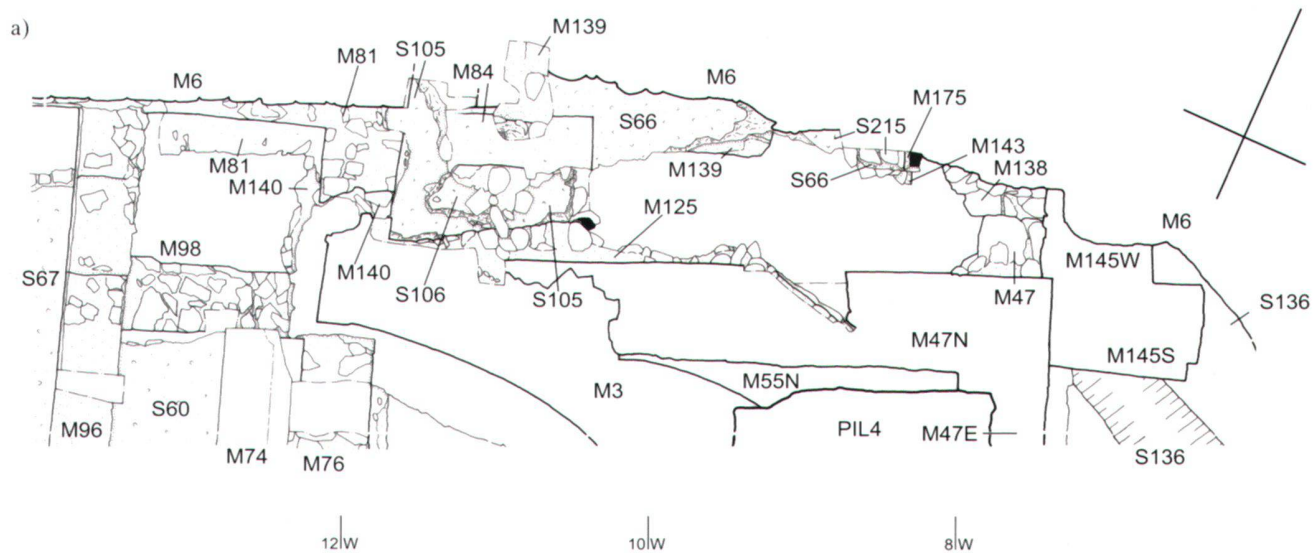 a)
M139
M81
S105
M6
M84
M6
S66
M175
S215
M143
M138
M81
M139
S66
M140
M125
M6
M98
M145W
S67
M140
S106
S105
M47
S136
M47N
M145S
M3
M55N
S60
PIL4
M47E
M96
M74
M76
S136
12W
10W
8W